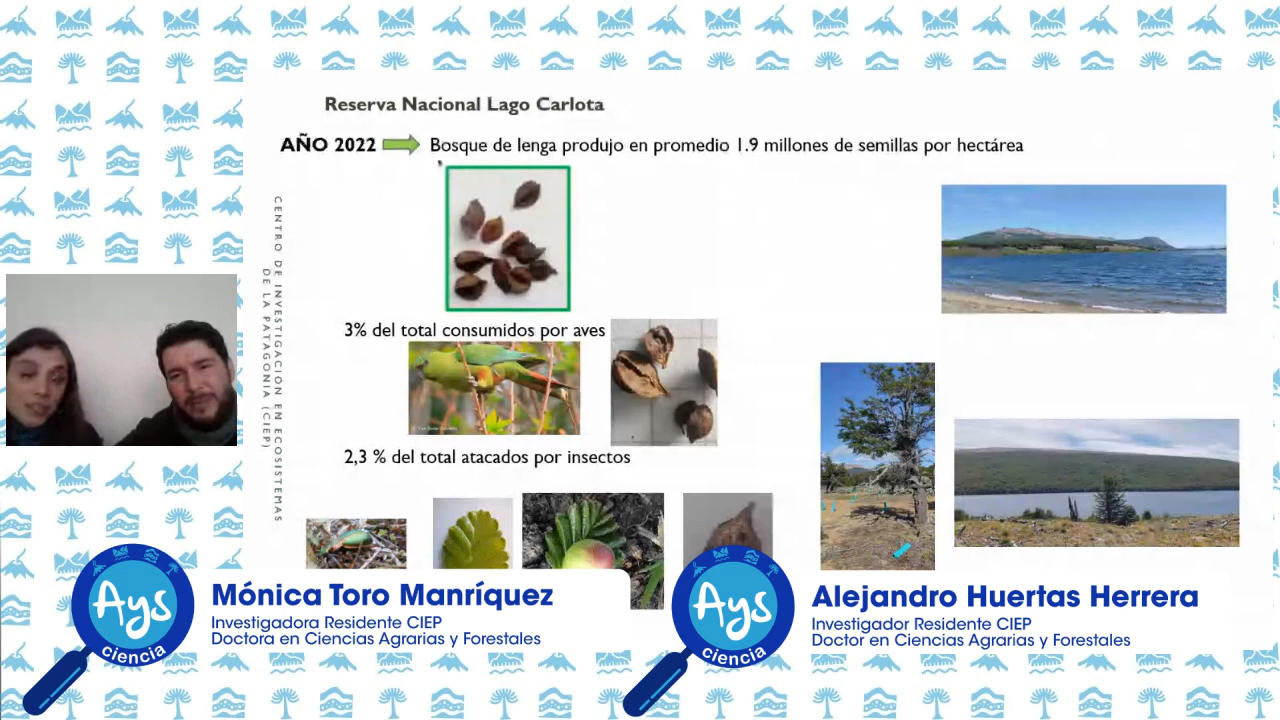 Reserva Nacional Lago Carlota
AÑO 2022
Bosque de lenga produjo en promedio 1.9 millones de semillas por hectárea
CENTRO DE INVESTIGACIÓN EN ECOSISTEMAS
DE LA PATAGONIA (CIEP)
3% del total consumidos por aves
2,3 % del total atacados por insectos
Ays
ciencia
Mónica Toro Manríquez
Investigadora Residente CIEP
Doctora en Ciencias Agrarias y Forestales
Ays
ciencia
Alejandro Huertas Herrera
Investigador Residente CIEP
Doctor en Ciencias Agrarias y Forestales